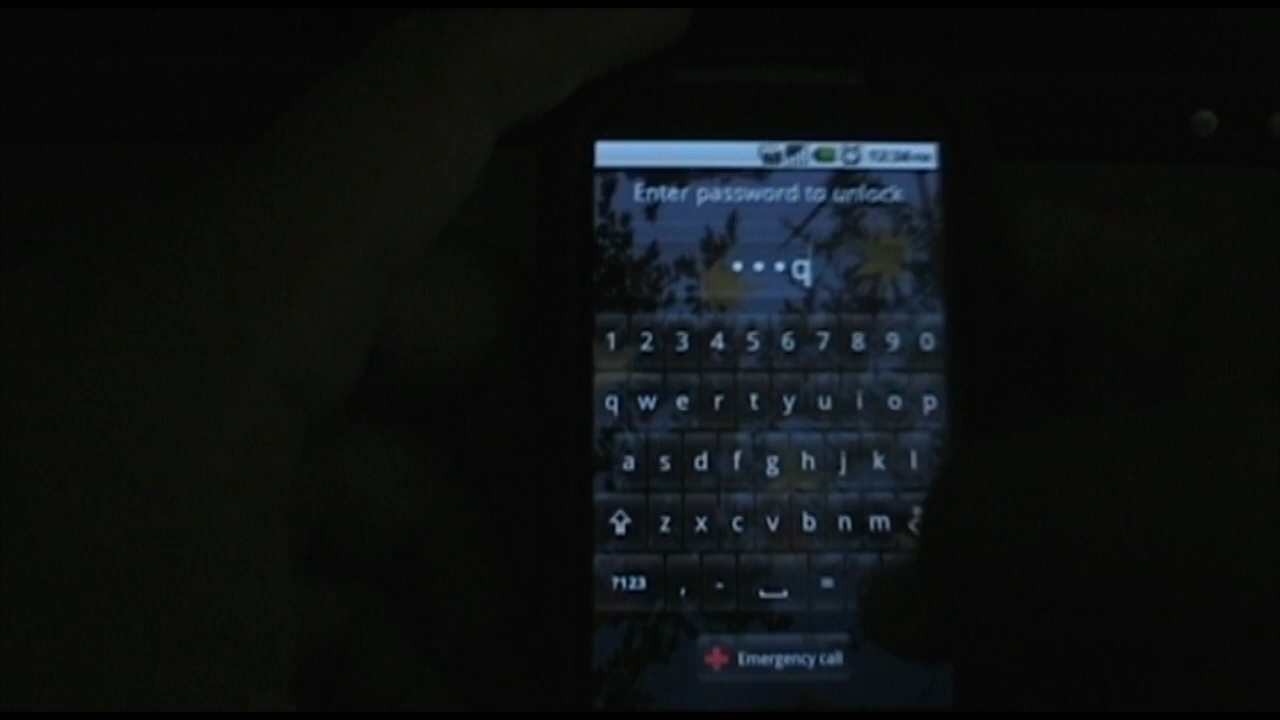 Enter password to unlock
•••q
1 2 3 4 5 6 7 8 9 0
q w e r t y u i o p
a s d f g h j k l
z x c v b n m
?123 , - =
Emergency call